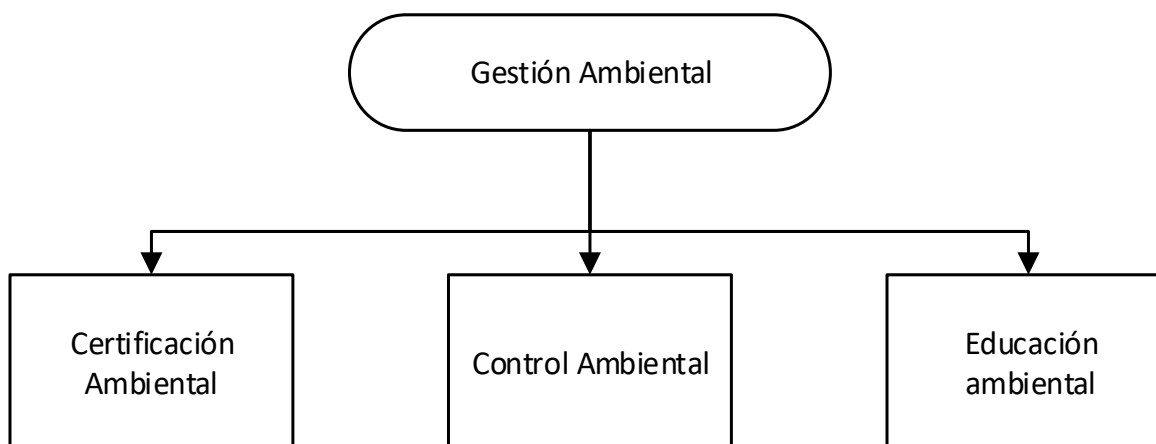 Gestión Ambiental
Certificación
Ambiental
Control Ambiental
Educación
ambiental